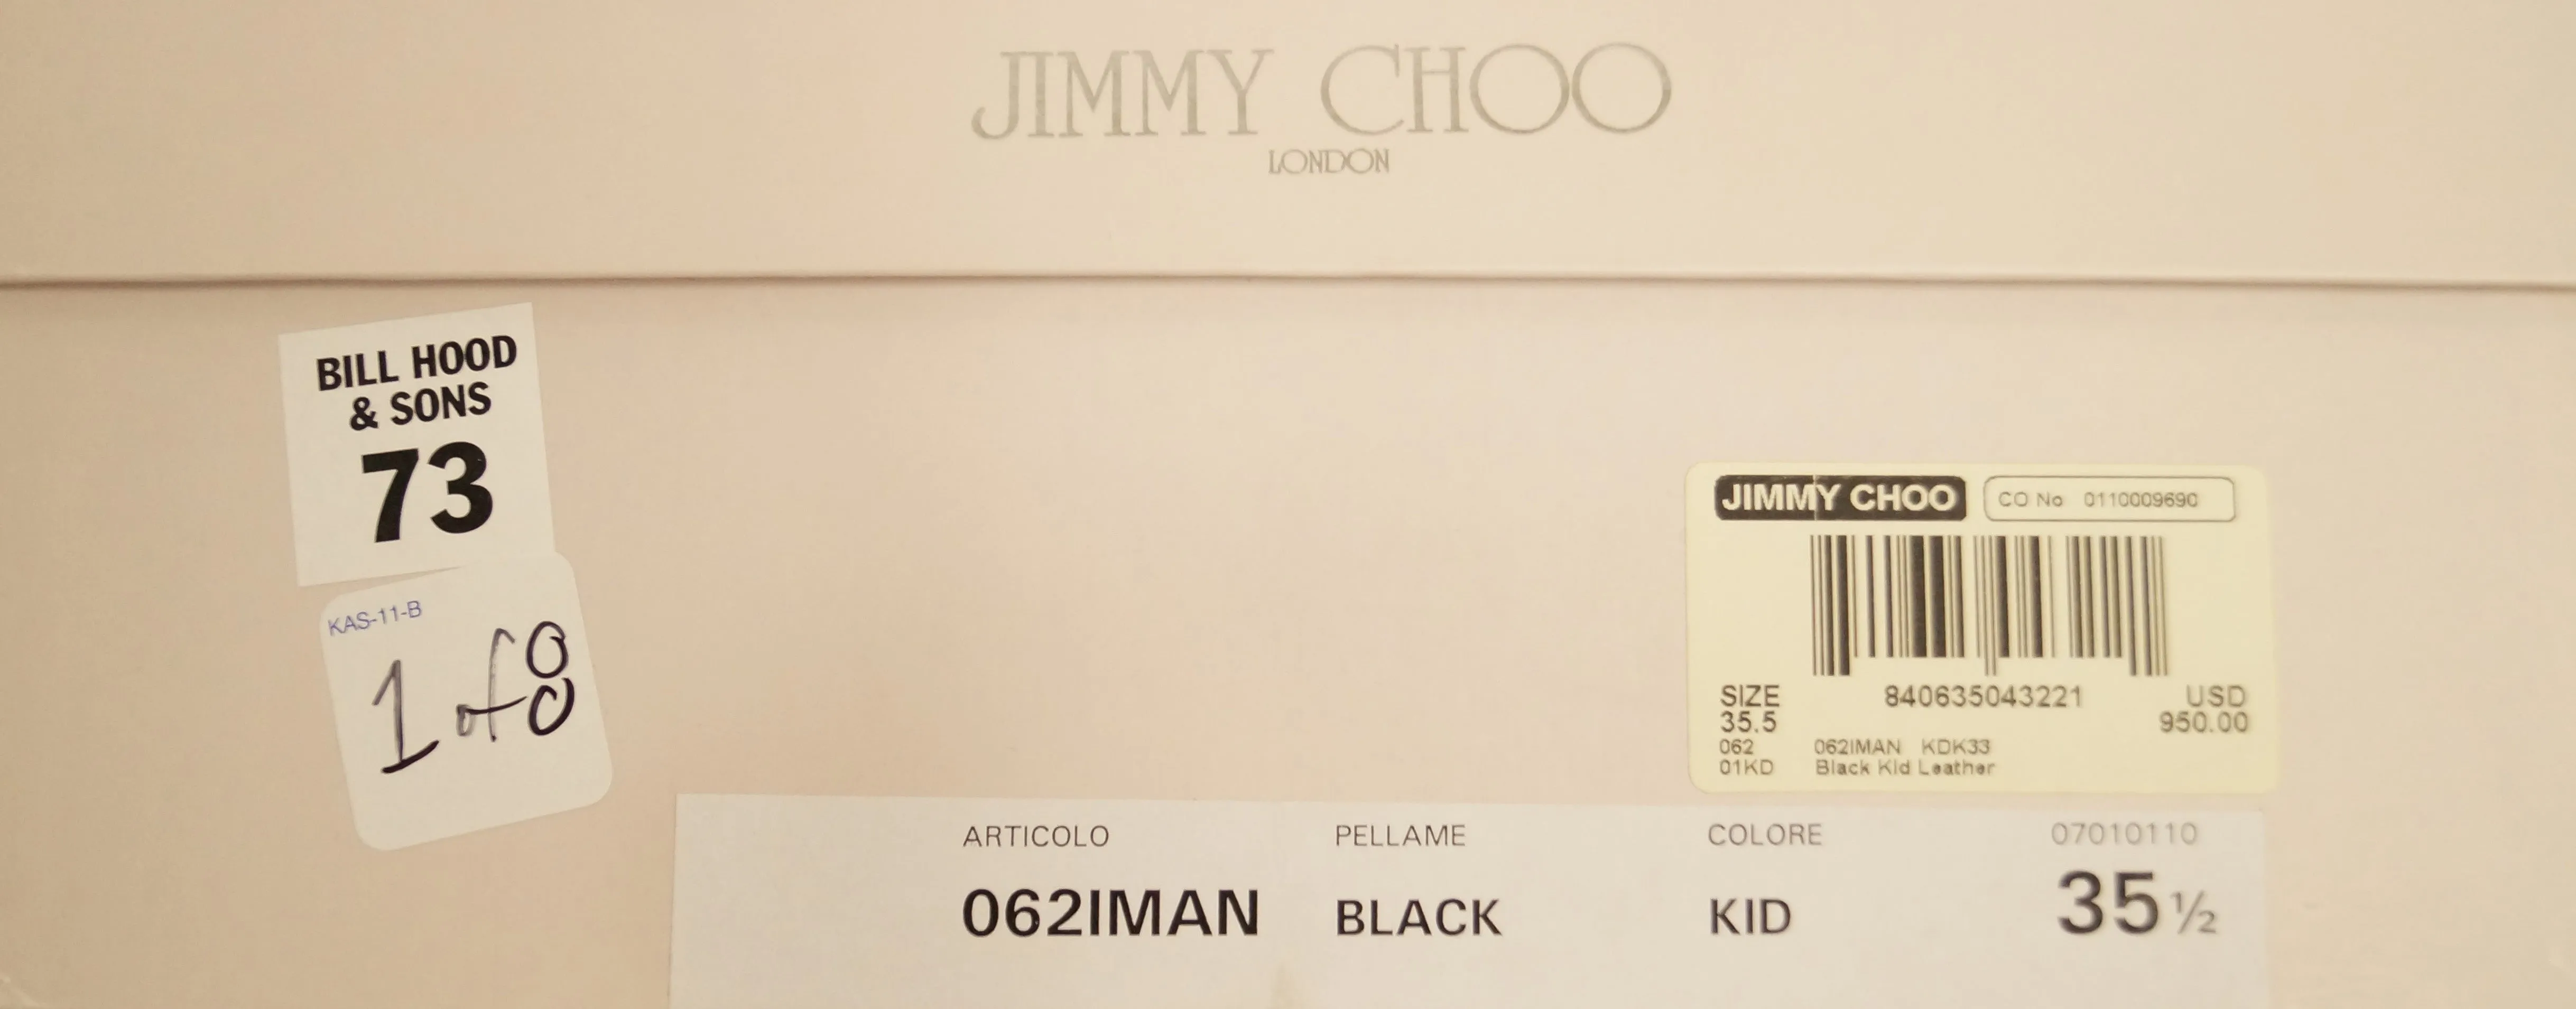 JIMMY CHOO
LONDON
BILL HOOD
& SONS
73
KAS-11-B
1 of 8
JIMMY CHOO CO No 0110009690
SIZE 840635043221 USD
35.5 950.00
062 062IMAN KDK33
01KD Black Kid Leather
ARTICOLO PELLAME COLORE 07010110
062IMAN BLACK KID 35 ½